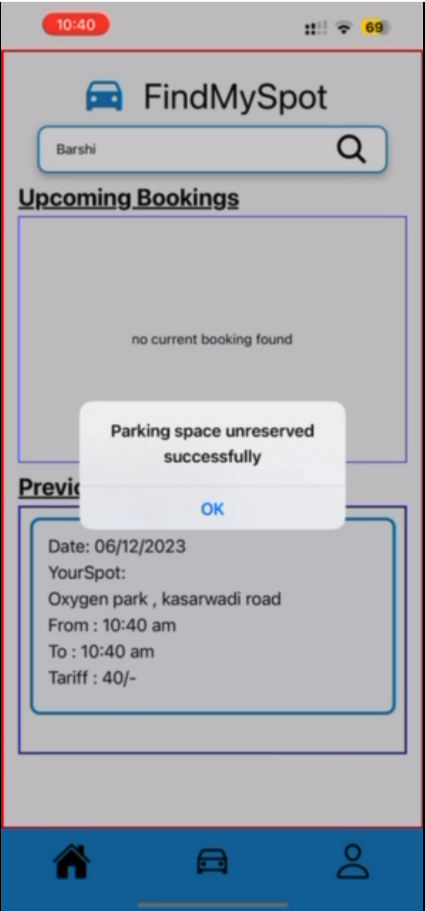 10:40
69
FindMySpot
Barshi
Upcoming Bookings
no current booking found
Parking space unreserved
successfully
OK
Previc
Date: 06/12/2023
YourSpot:
Oxygen park , kasarwadi road
From : 10:40 am
To : 10:40 am
Tariff : 40/-